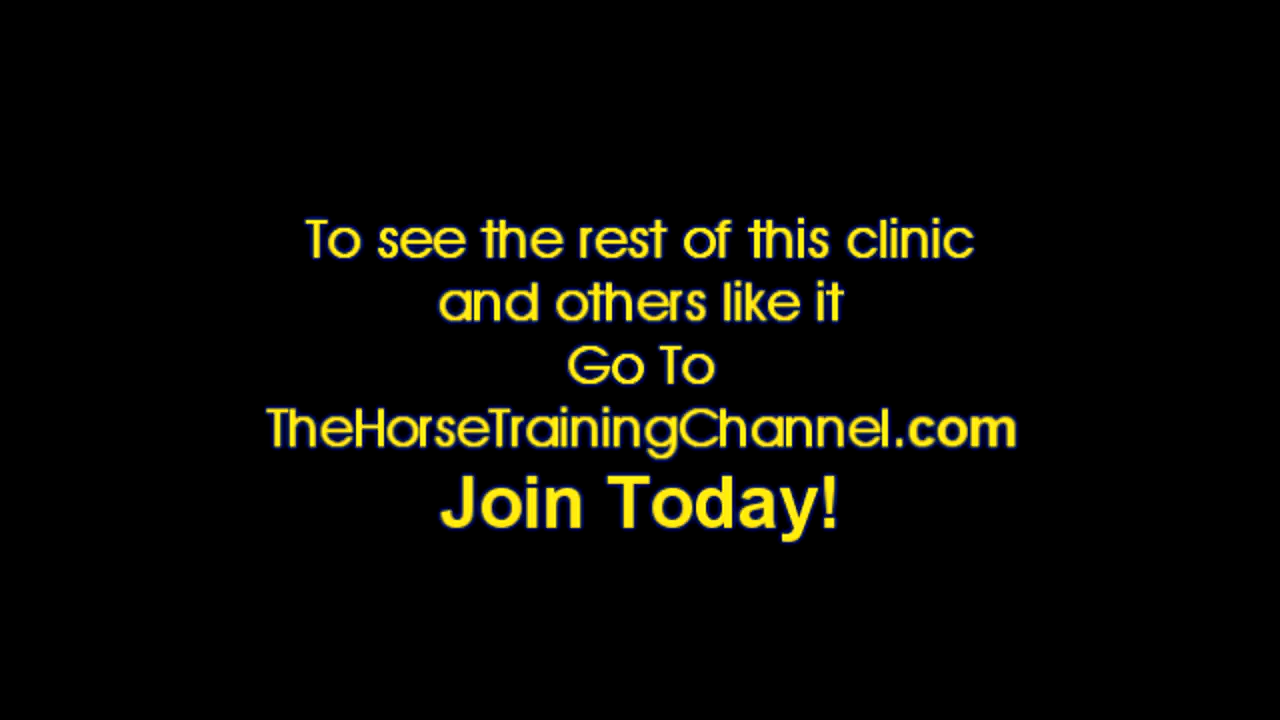 To see the rest of this clinic
and others like it
Go To
TheHorseTrainingChannel.com
Join Today!